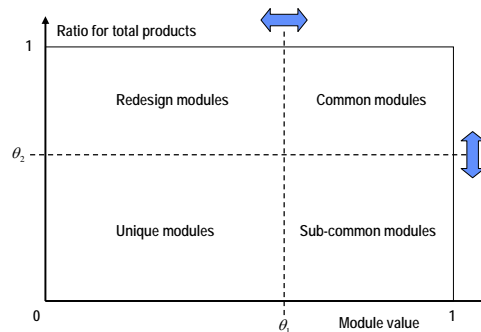 Ratio for total products
1
Redesign modules
Common modules
θ2
Unique modules
Sub-common modules
0
θ1
Module value
1